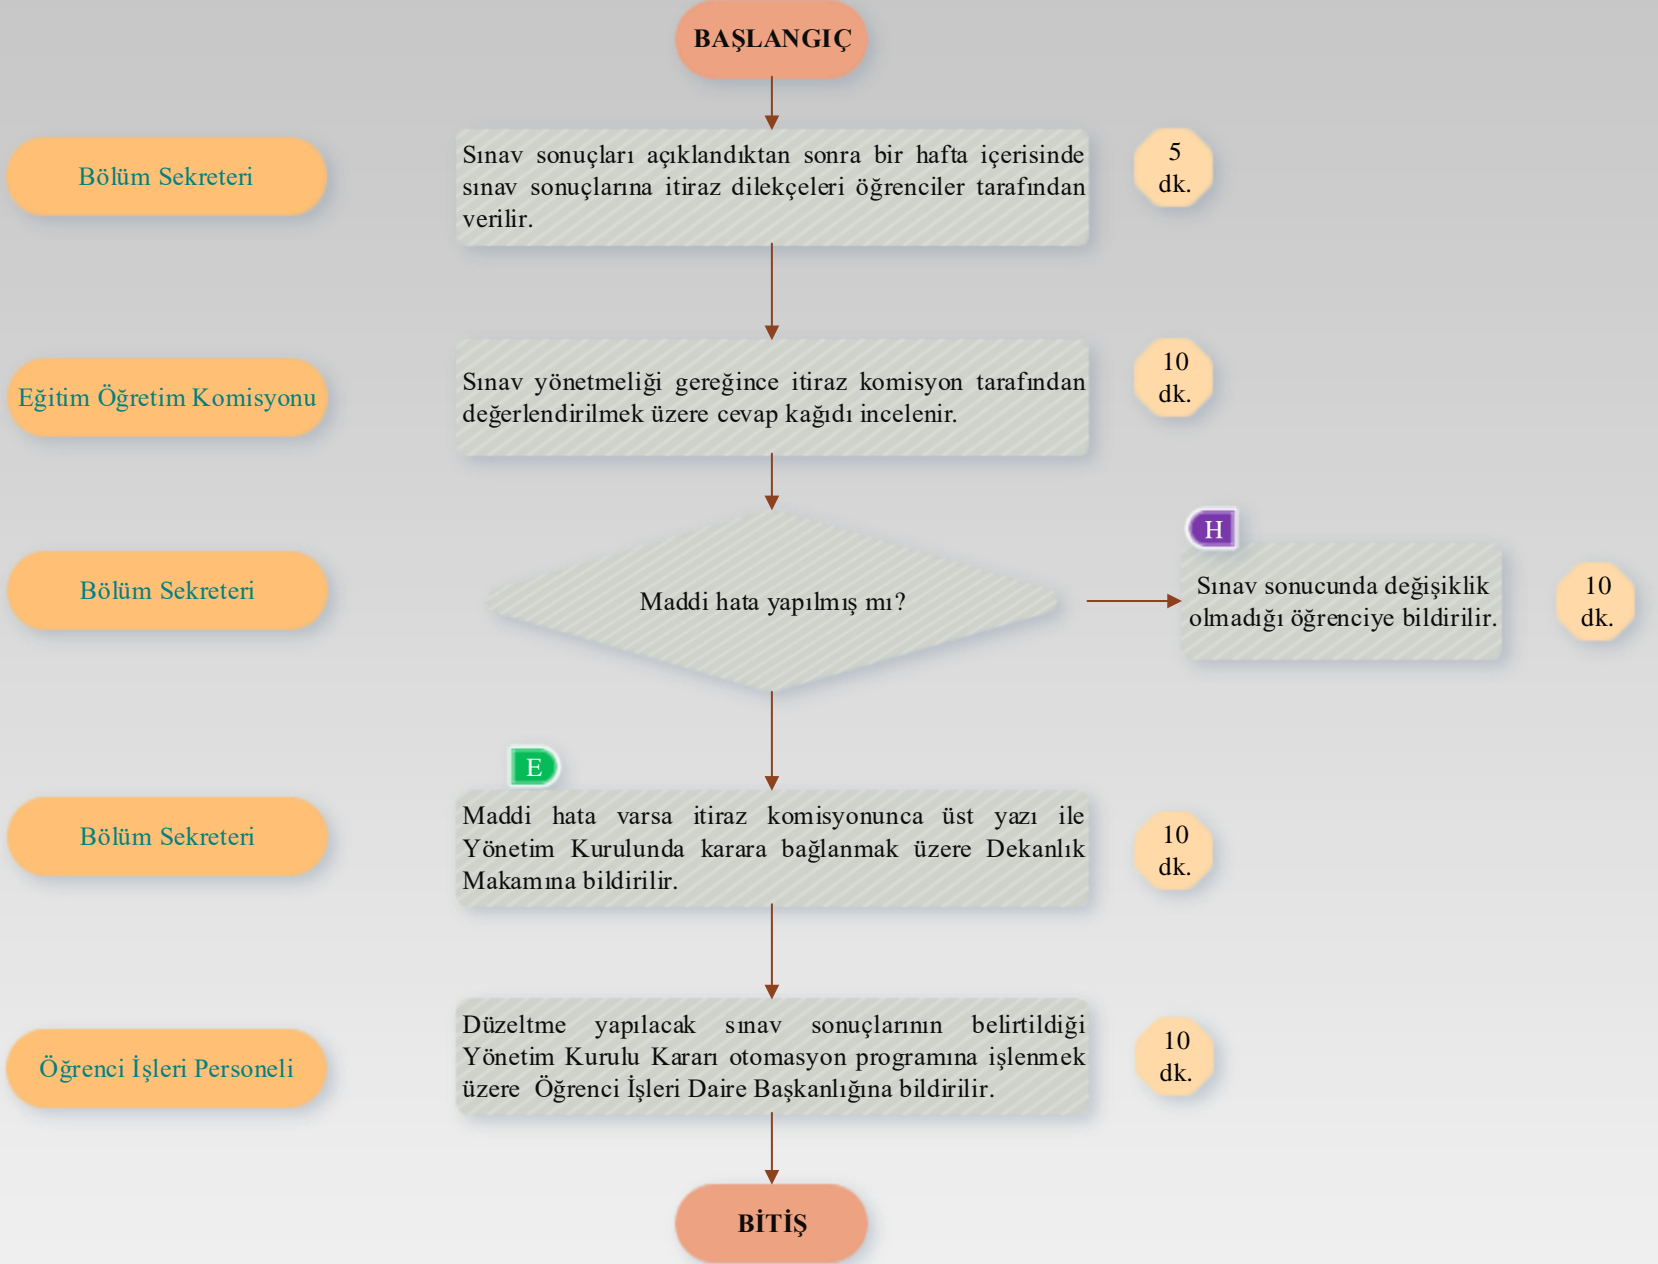 BAŞLANGIÇ
Bölüm Sekreteri
Sınav sonuçları açıklandıktan sonra bir hafta içerisinde
sınav sonuçlarına itiraz dilekçeleri öğrenciler tarafından
verilir.
5
dk.
Eğitim Öğretim Komisyonu
Sınav yönetmeliği gereğince itiraz komisyon tarafından
değerlendirilmek üzere cevap kağıdı incelenir.
10
dk.
Bölüm Sekreteri
Maddi hata yapılmış mı?
H
Sınav sonucunda değişiklik
olmadığı öğrenciye bildirilir.
10
dk.
E
Bölüm Sekreteri
Maddi hata varsa itiraz komisyonunca üst yazı ile
Yönetim Kurulunda karara bağlanmak üzere Dekanlık
Makamına bildirilir.
10
dk.
Öğrenci İşleri Personeli
Düzeltme yapılacak sınav sonuçlarının belirtildiği
Yönetim Kurulu Kararı otomasyon programına işlenmek
üzere Öğrenci İşleri Daire Başkanlığına bildirilir.
10
dk.
BİTİŞ